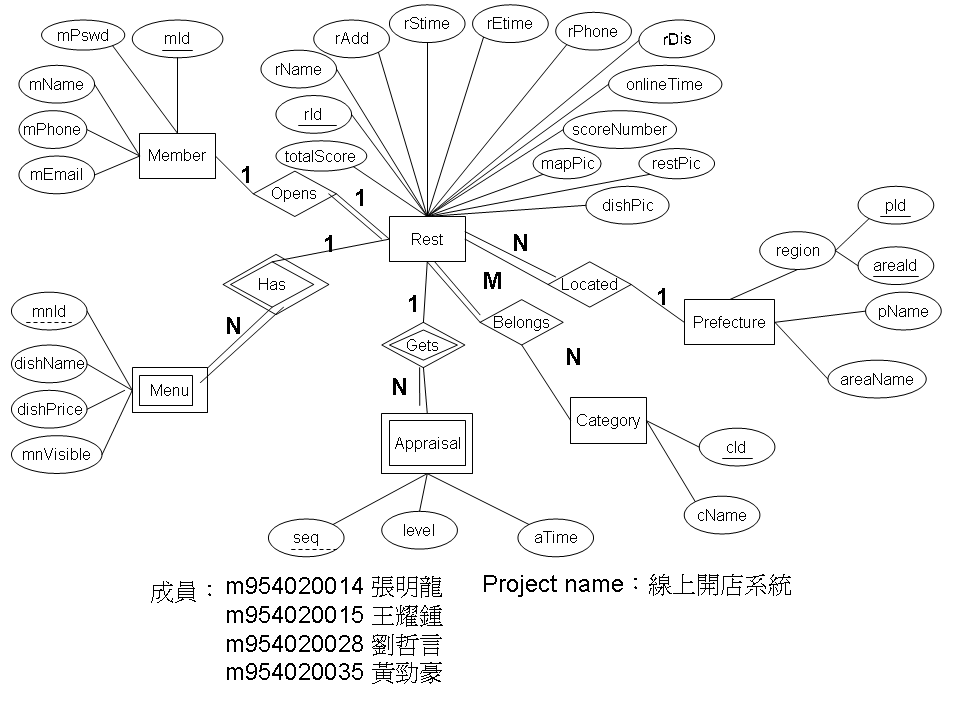 rStime
rEtime
mPswd
mId
rAdd
rPhone
rDis
rName
mName
onlineTime
rId
mPhone
scoreNumber
Member
totalScore
mapPic
restPic
mEmail
1
Opens
1
dishPic
pId
Rest
1
N
region
areaId
Has
M
Located
1
mnId
N
1
Belongs
Prefecture
pName
Gets
dishName
N
areaName
Menu
N
dishPrice
Category
Appraisal
mnVisible
cId
cName
seq
level
aTime
成員：
m954020014 張明龍
Project name：線上開店系統
m954020015 王耀鍾
m954020028 劉哲言
m954020035 黃勁豪